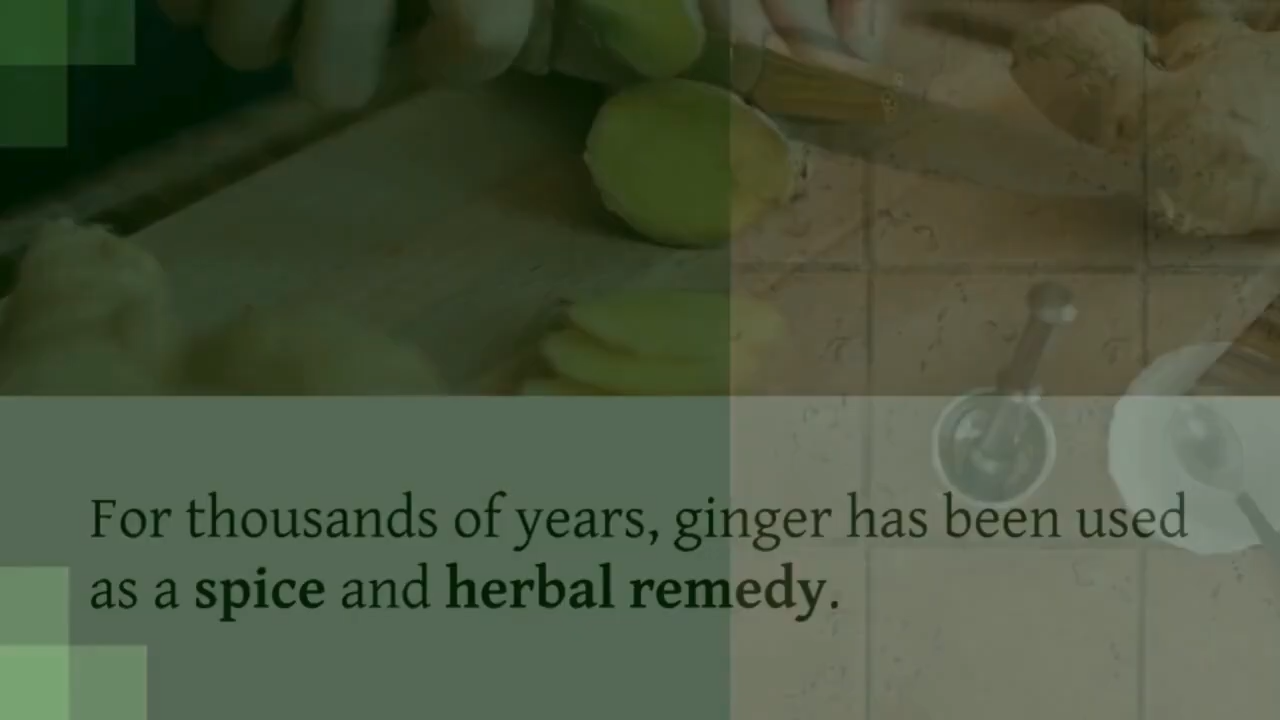 For thousands of years, ginger has been used
as a spice and herbal remedy.